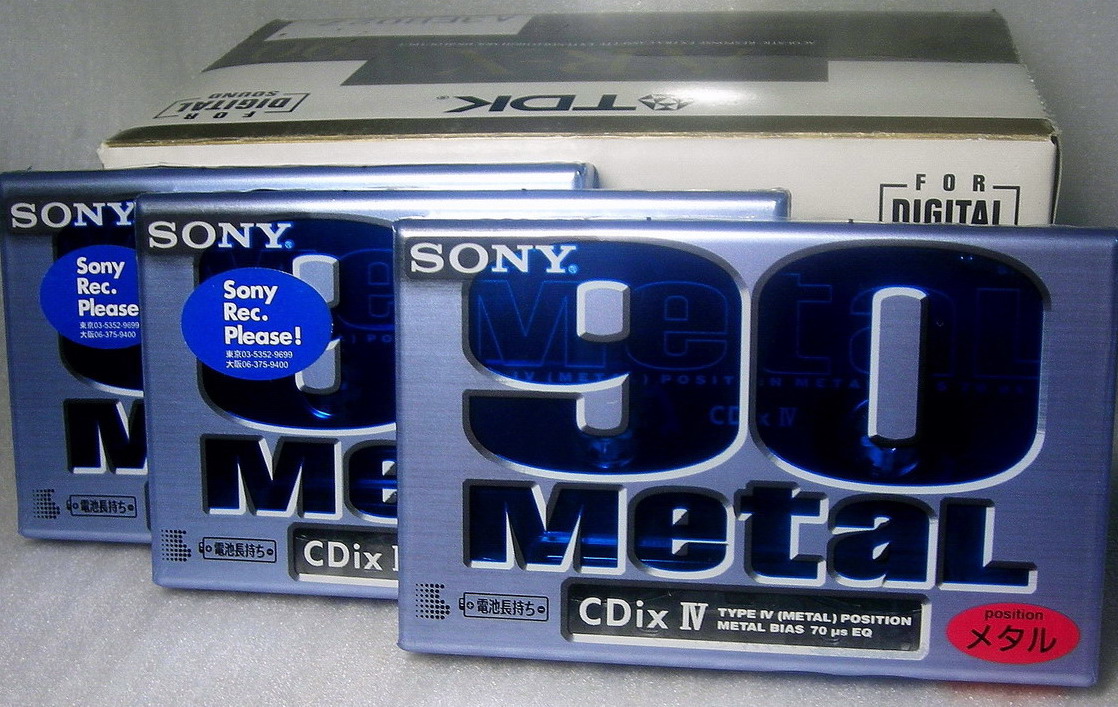 TDK®
FOR
DIGITAL
SOUND
FOR
DIGITAL
SONY
Sony
Rec.
Please
東京03-5352-9699
大阪06-375-9400
M
電池長持ち
SONY®
Sony
Rec.
Please!
東京03-5352-9699
大阪06-375-9400
Me
電池長持ち
CDix
SONY®
90
Metal
CDix IV
MetaL
電池長持ち
CDix IV TYPE IV (METAL) POSITION
METAL BIAS 70 µs EQ
position
メタル